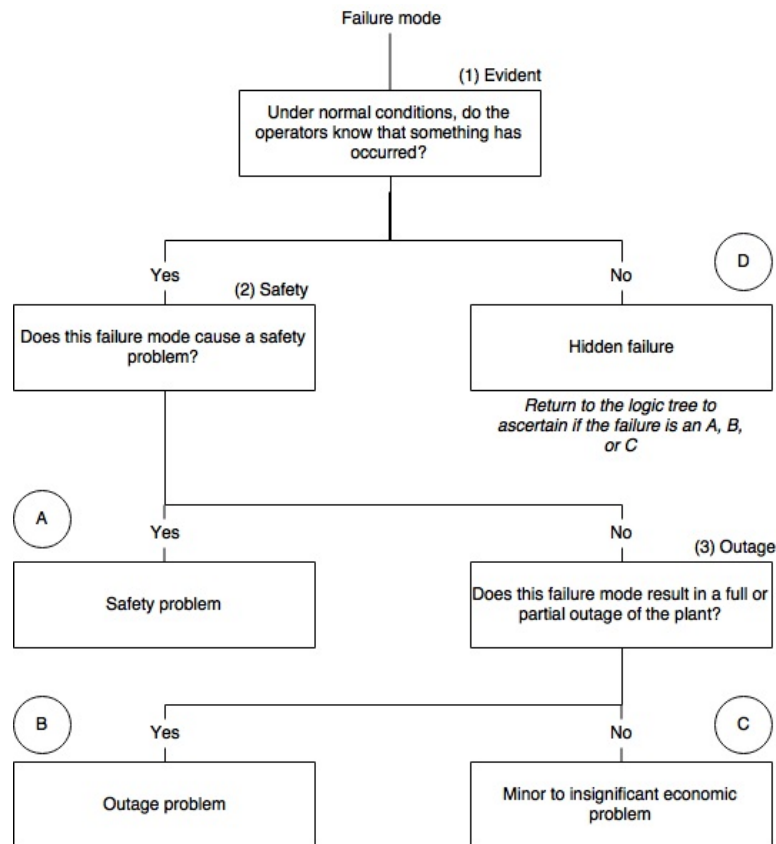 Failure mode
(1) Evident
Under normal conditions, do the
operators know that something has
occurred?
Yes
No
D
(2) Safety
Does this failure mode cause a safety
problem?
Hidden failure
Return to the logic tree to
ascertain if the failure is an A, B,
or C
A
Yes
No
(3) Outage
Safety problem
Does this failure mode result in a full or
partial outage of the plant?
B
Yes
No
C
Outage problem
Minor to insignificant economic
problem